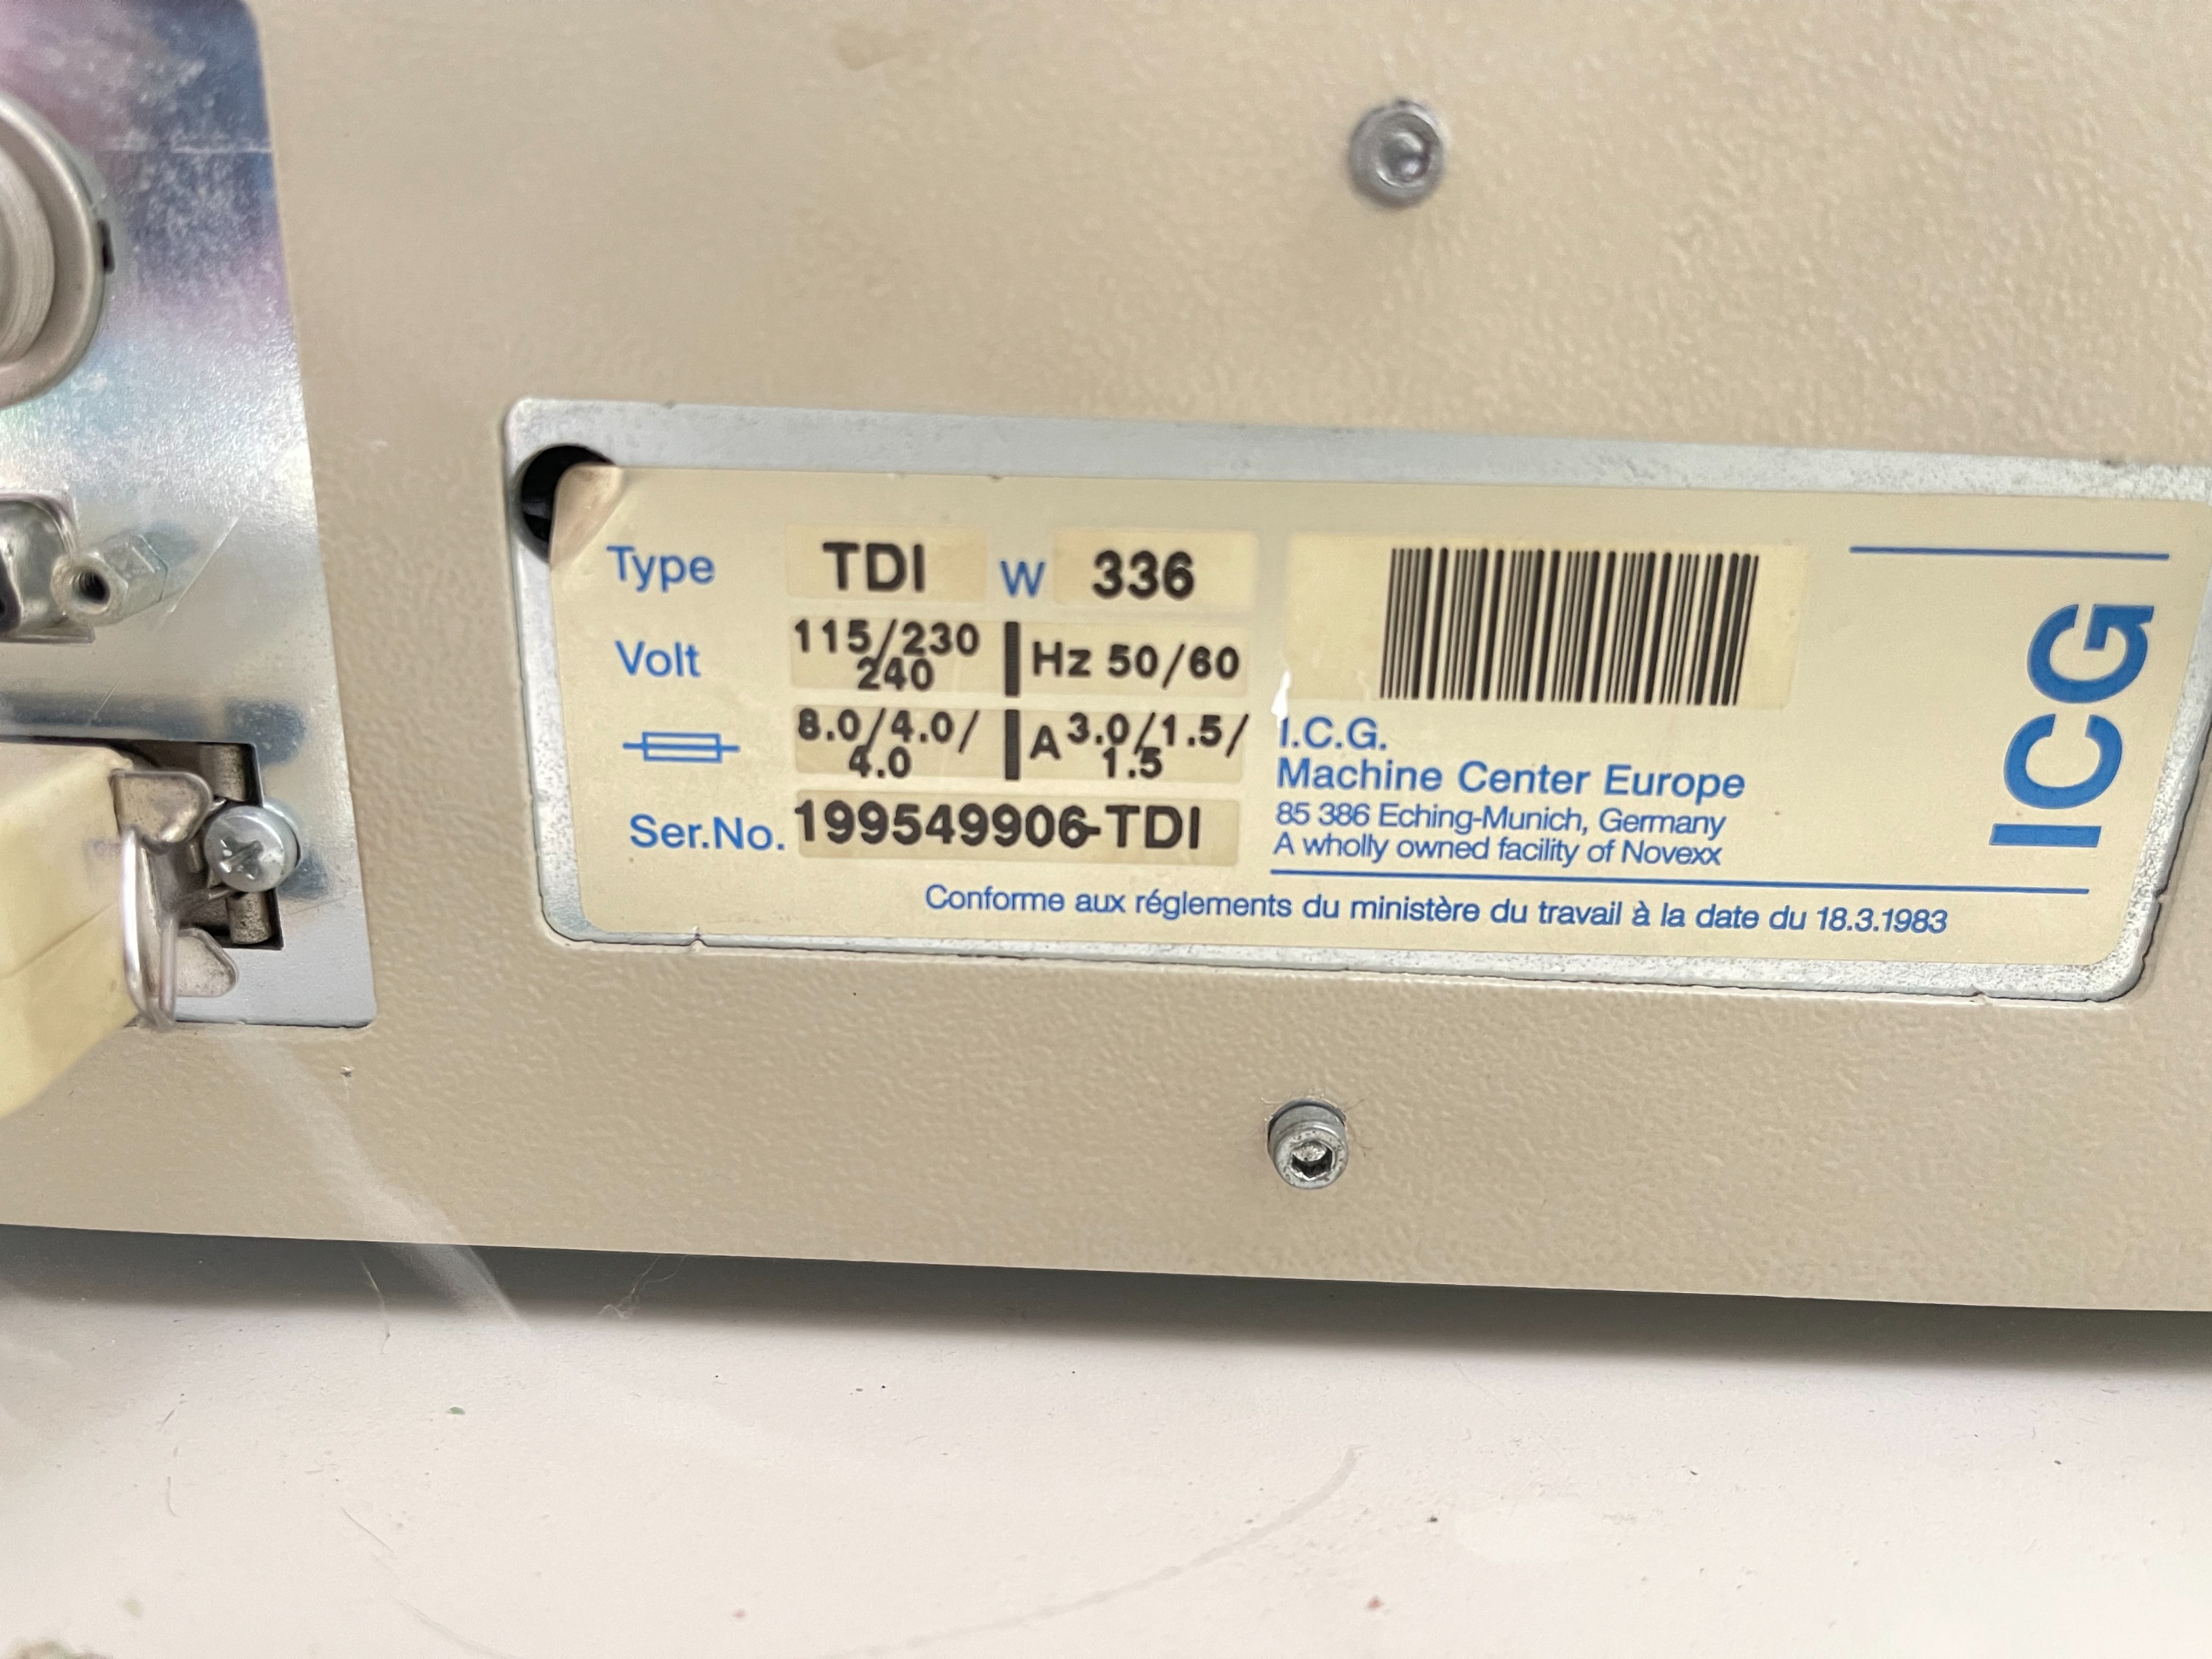 Type TDI W 336
Volt 115/230 240 Hz 50/60
8.0/4.0/ 4.0 A 3.0/1.5/ 1.5
Ser.No. 199549906-TDI
I.C.G.
Machine Center Europe
85 386 Eching-Munich, Germany
A wholly owned facility of Novexx
ICG
Conforme aux réglements du ministère du travail à la date du 18.3.1983